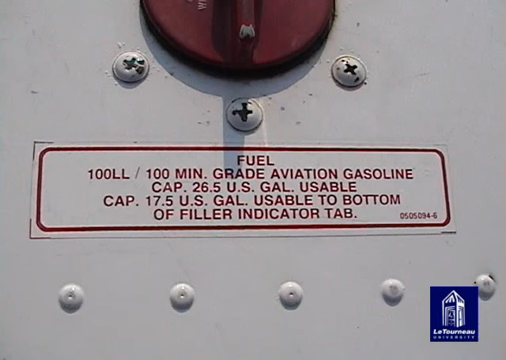 FUEL
100LL / 100 MIN. GRADE AVIATION GASOLINE
CAP. 26.5 U.S. GAL. USABLE
CAP. 17.5 U.S. GAL. USABLE TO BOTTOM
OF FILLER INDICATOR TAB.
0505094-6
LeTourneau
UNIVERSITY